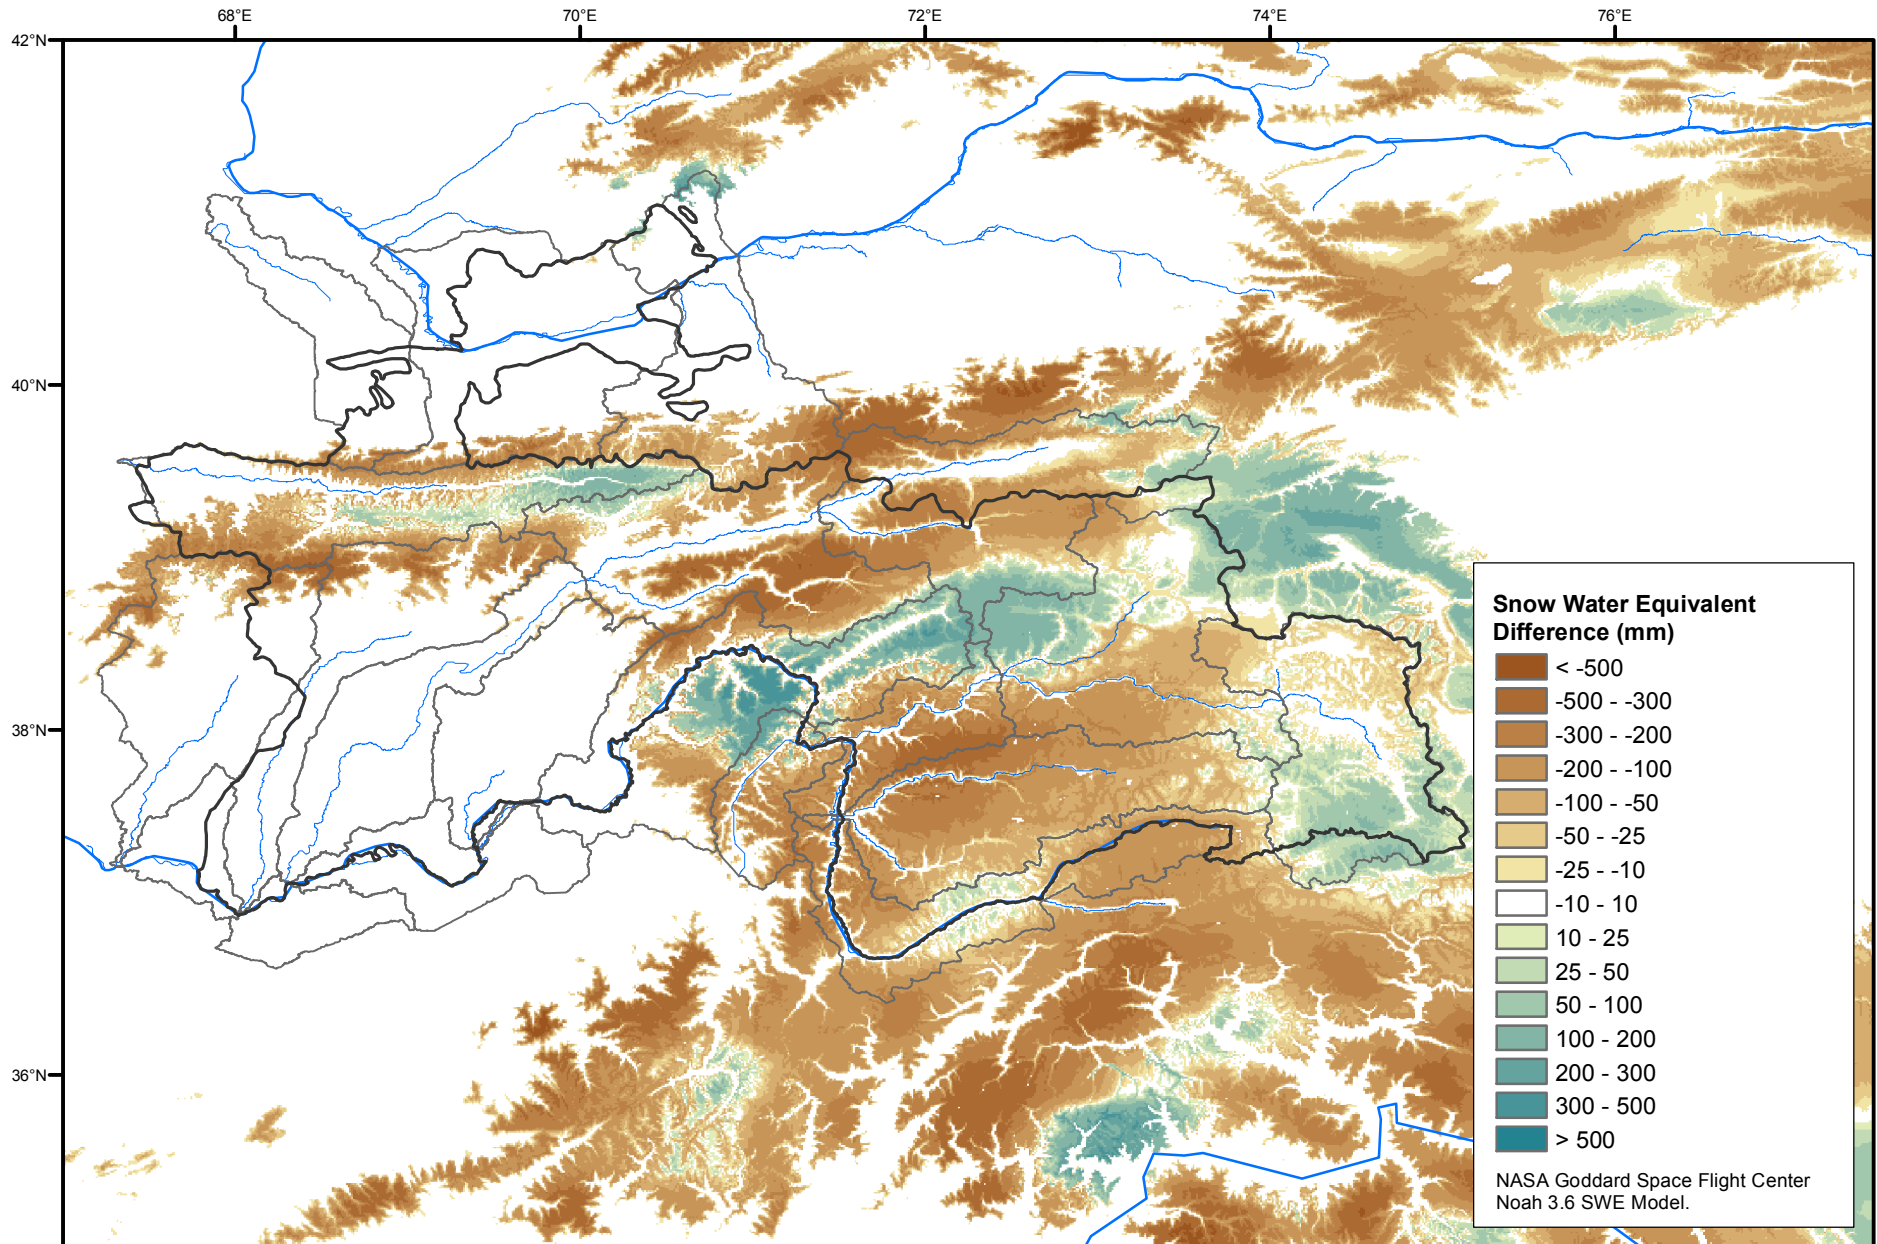 68°E 70°E 72°E 74°E 76°E
42°N
40°N
38°N
36°N
Snow Water Equivalent
Difference (mm)
< -500
-500 - -300
-300 - -200
-200 - -100
-100 - -50
-50 - -25
-25 - -10
-10 - 10
10 - 25
25 - 50
50 - 100
100 - 200
200 - 300
300 - 500
> 500
NASA Goddard Space Flight Center
Noah 3.6 SWE Model.